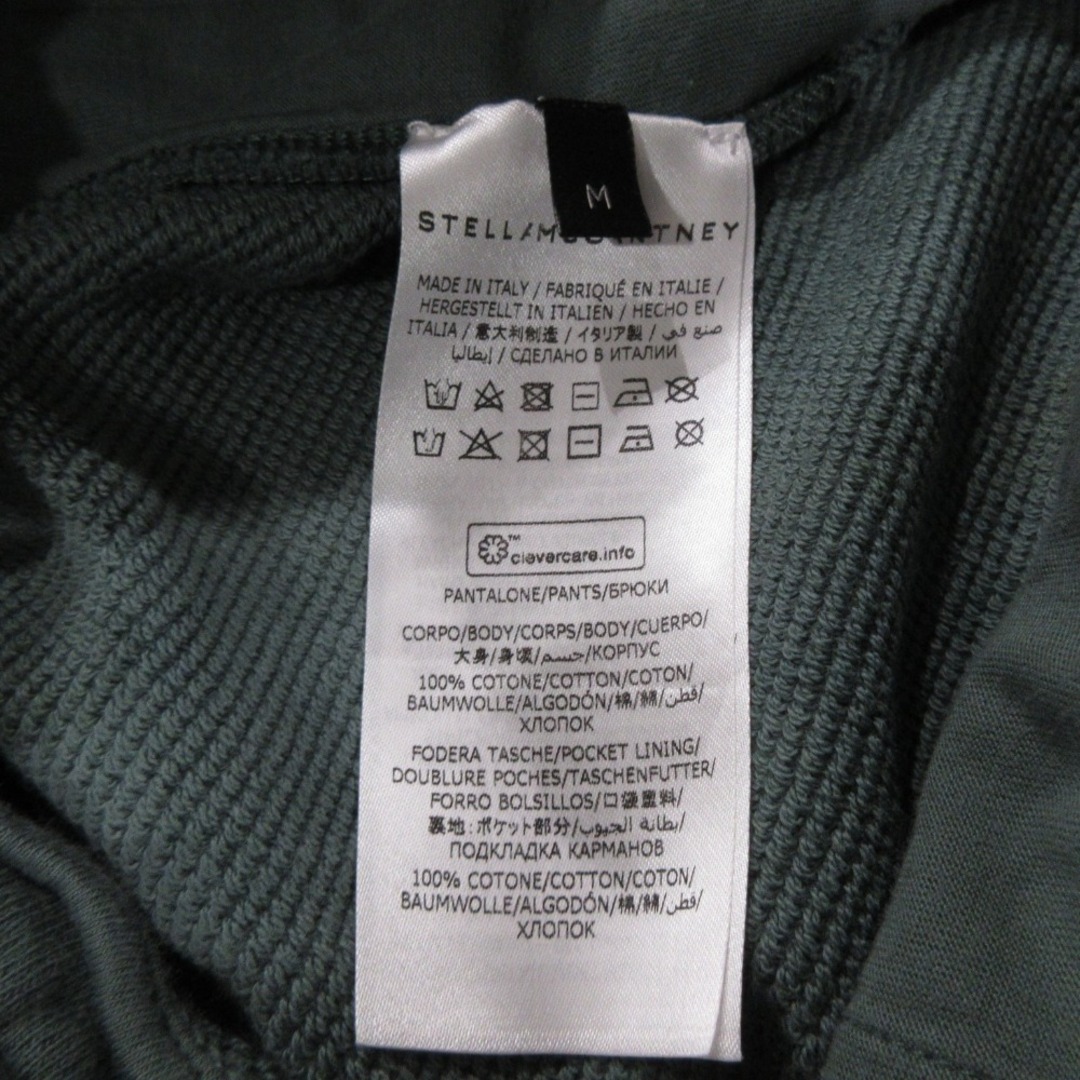 M
STELLA McCARTNEY
MADE IN ITALY / FABRIQUÉ EN ITALIE /
HERGESTELLT IN ITALIEN / HECHO EN
ITALIA / 意大利制造 / イタリア製 / صنع في
إيطاليا / СДЕЛАНО В ИТАЛИИ
™
clevercare.info
PANTALONE/PANTS/БРЮКИ
CORPO/BODY/CORPS/BODY/CUERPO/
大身/身頃/جسم/КОРПУС
100% COTONE/COTTON/COTON/
BAUMWOLLE/ALGODÓN/棉/綿/قطن/
ХЛОПОК
FODERA TASCHE/POCKET LINING/
DOUBLURE POCHES/TASCHENFUTTER/
FORRO BOLSILLOS/口袋里料/
裏地:ポケット部分/بطانة الجيوب/
ПОДКЛАДКА КАРМАНОВ
100% COTONE/COTTON/COTON/
BAUMWOLLE/ALGODÓN/棉/綿/قطن/
ХЛОПОК